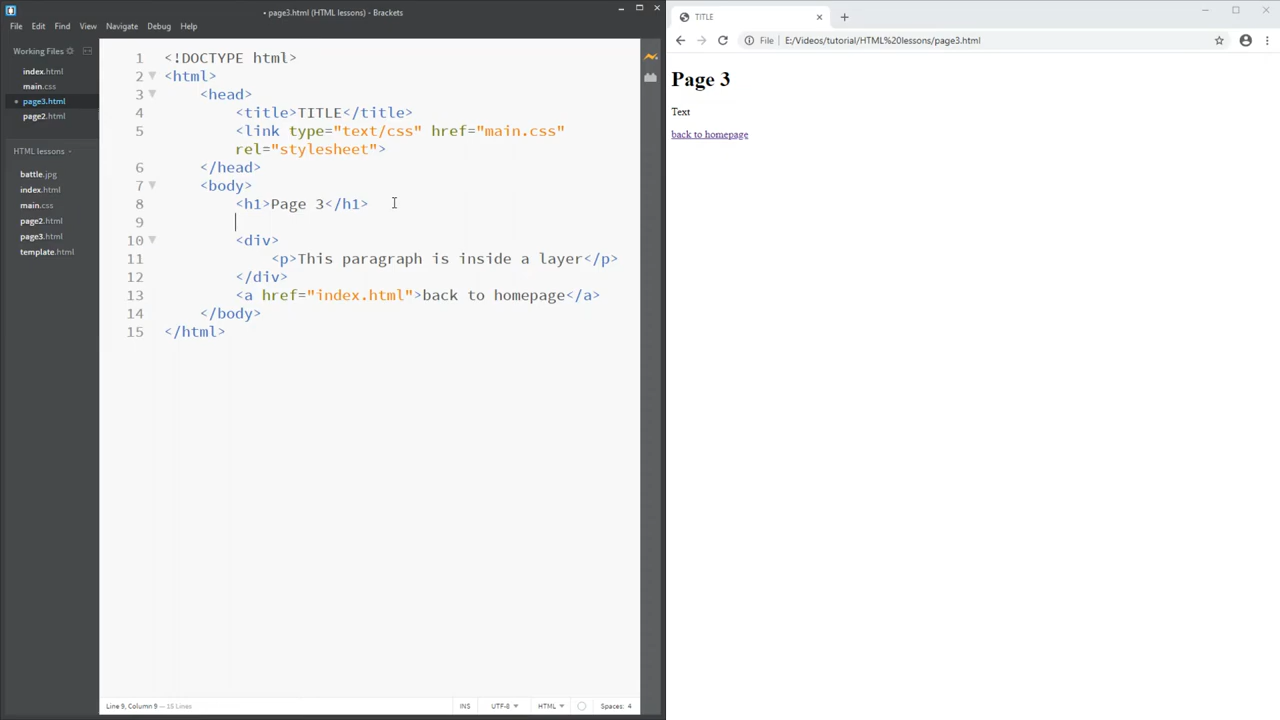 • page3.html (HTML lessons) - Brackets
File Edit Find View Navigate Debug Help
Working Files
index.html
main.css
• page3.html
page2.html
HTML lessons
battle.jpg
index.html
main.css
page2.html
page3.html
template.html
1 <!DOCTYPE html>
2 <html>
3 <head>
4 <title>TITLE</title>
5 <link type="text/css" href="main.css"
rel="stylesheet">
6 </head>
7 <body>
8 <h1>Page 3</h1>
9
10 <div>
11 <p>This paragraph is inside a layer</p>
12 </div>
13 <a href="index.html">back to homepage</a>
14 </body>
15 </html>
Line 9, Column 9 — 15 Lines
INS UTF-8 HTML Spaces: 4
TITLE
File E:/Videos/tutorial/HTML%20lessons/page3.html
Page 3
Text
back to homepage